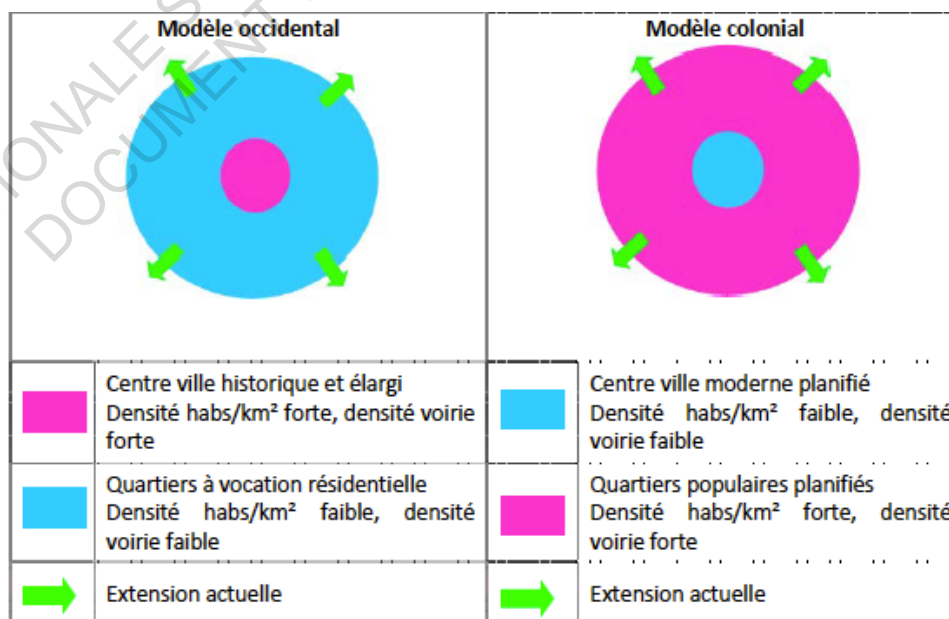 Modèle occidental
Modèle colonial
Centre ville historique et élargi
Densité habs/km² forte, densité voirie
forte
Centre ville moderne planifié
Densité habs/km² faible, densité
voirie faible
Quartiers à vocation résidentielle
Densité habs/km² faible, densité
voirie faible
Quartiers populaires planifiés
Densité habs/km² forte, densité
voirie forte
Extension actuelle
Extension actuelle
IONALE S
DOCUMENT